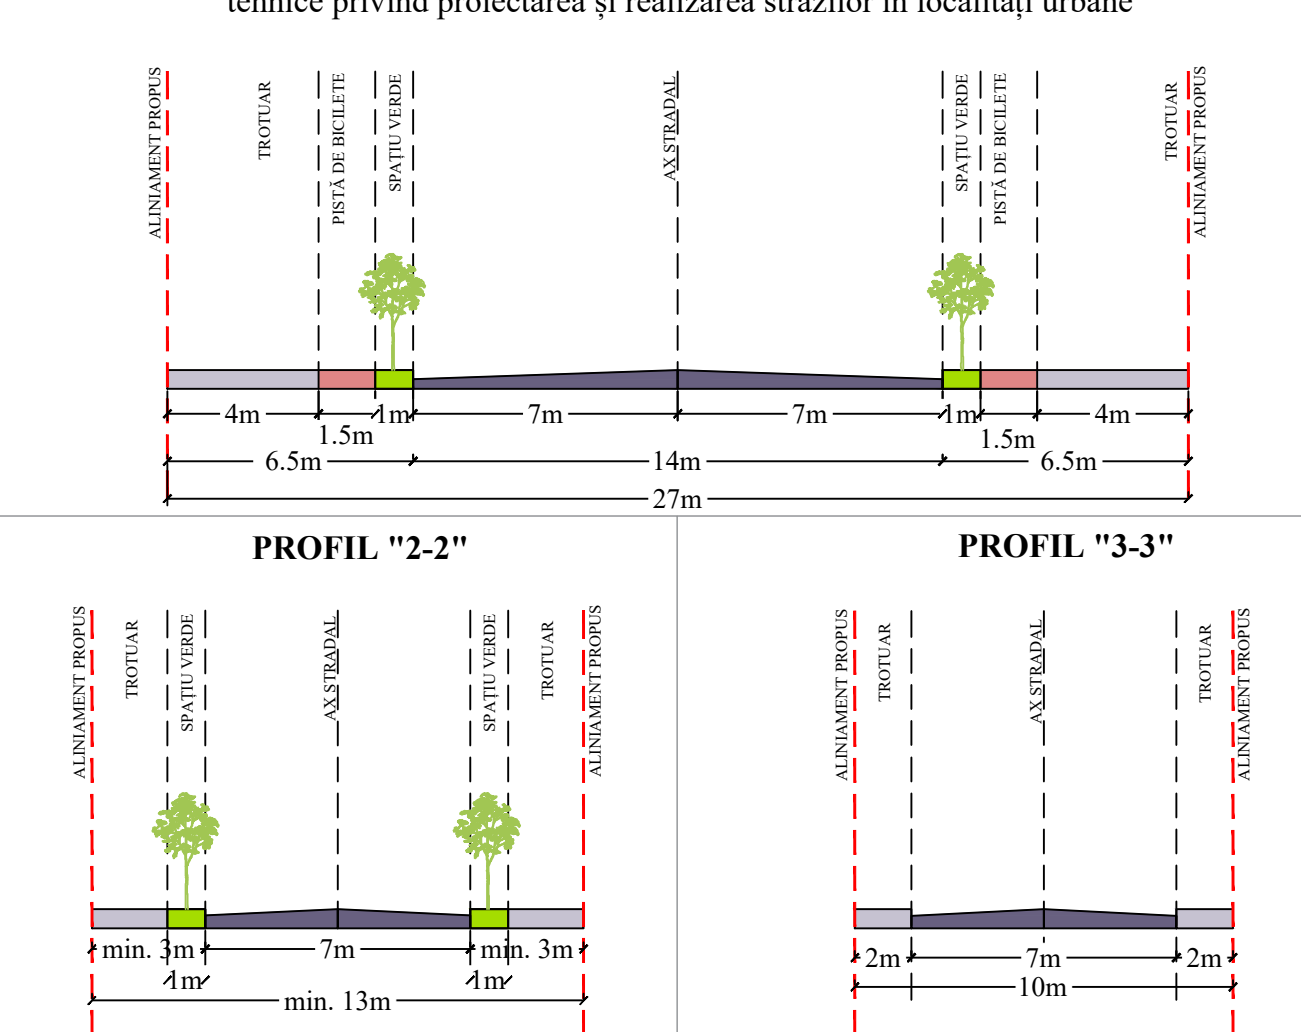 tehnice privind proiectarea și realizarea străzilor în localități urbane
ALINIAMENT PROPUS
TROTUAR
PISTĂ DE BICILETE
SPAȚIU VERDE
AX STRADAL
SPAȚIU VERDE
PISTĂ DE BICILETE
TROTUAR
ALINIAMENT PROPUS
4m 1m 7m 7m 1m 4m
1.5m 1.5m
6.5m 14m 6.5m
27m
PROFIL "2-2"
ALINIAMENT PROPUS
TROTUAR
SPAȚIU VERDE
AX STRADAL
SPAȚIU VERDE
TROTUAR
ALINIAMENT PROPUS
min. 3m 7m min. 3m
1m 1m
min. 13m
PROFIL "3-3"
ALINIAMENT PROPUS
TROTUAR
AX STRADAL
TROTUAR
ALINIAMENT PROPUS
2m 7m 2m
10m